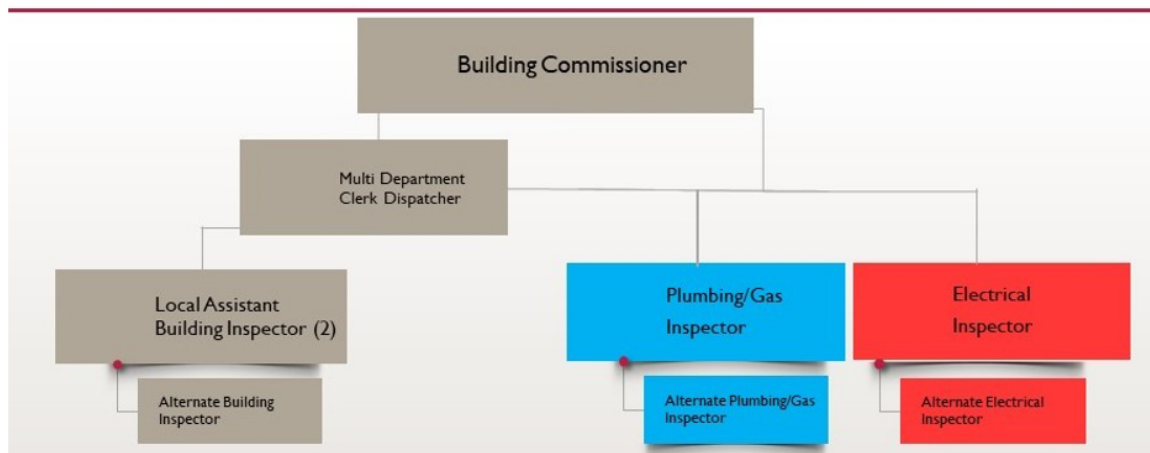 Building Commissioner
Multi Department
Clerk Dispatcher
Local Assistant
Building Inspector (2)
Plumbing/Gas
Inspector
Electrical
Inspector
Alternate Building
Inspector
Alternate Plumbing/Gas
Inspector
Alternate Electrical
Inspector